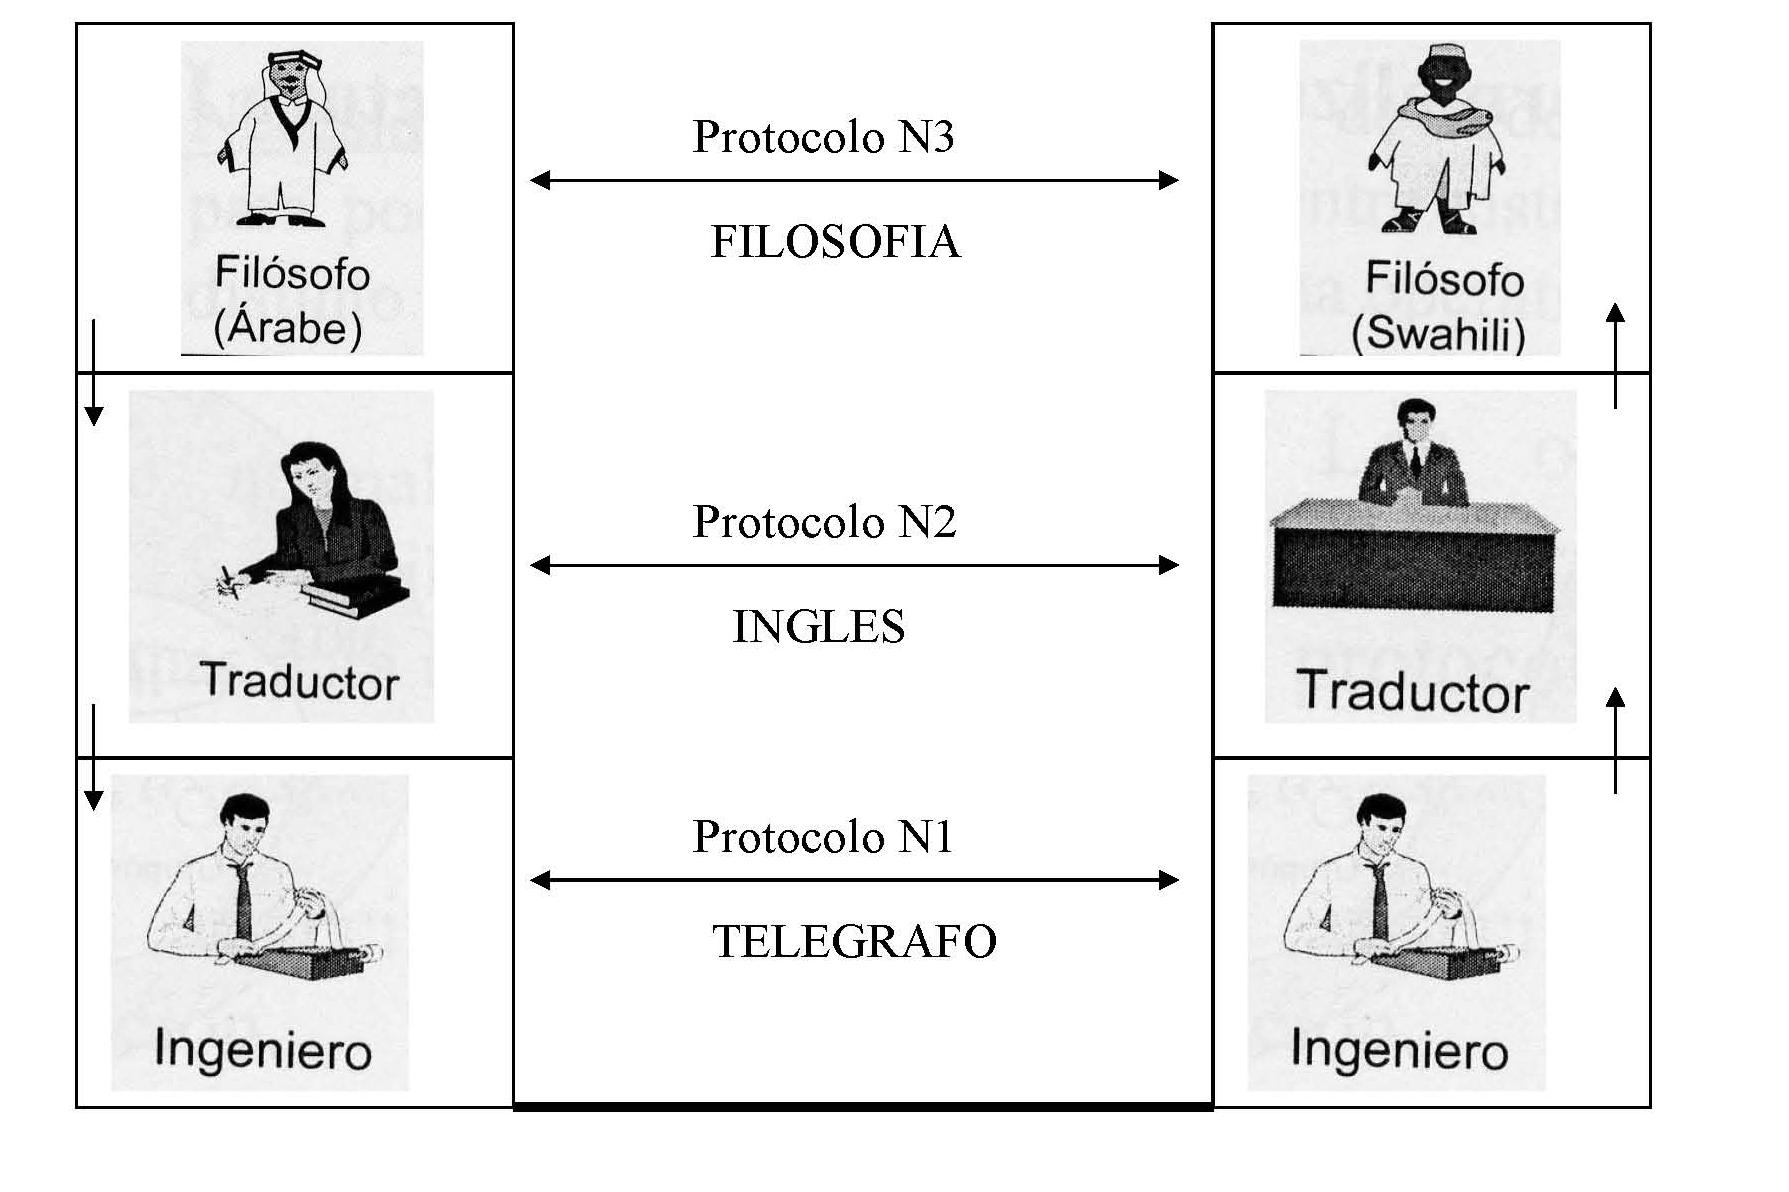 Protocolo N3
FILOSOFIA
Filósofo
(Árabe)
Filósofo
(Swahili)
Protocolo N2
INGLES
Traductor
Traductor
Protocolo N1
TELEGRAFO
Ingeniero
Ingeniero